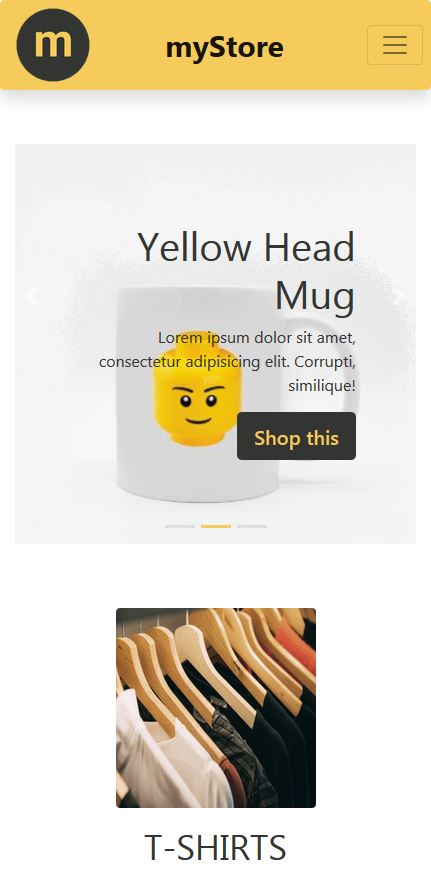 m
myStore
Yellow Head
Mug
Lorem ipsum dolor sit amet,
consectetur adipisicing elit. Corrupti,
similique!
Shop this
T-SHIRTS